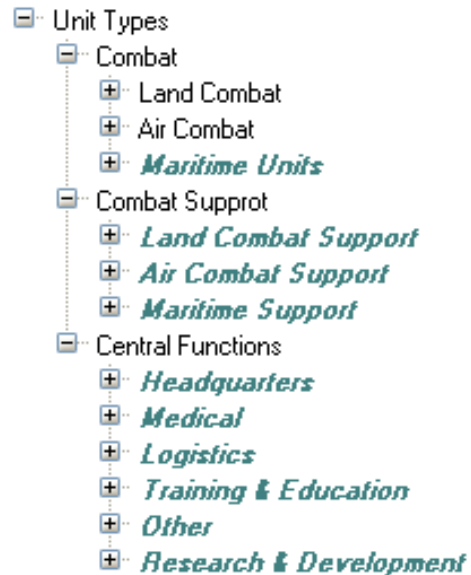 Unit Types
Combat
Land Combat
Air Combat
Maritime Units
Combat Supprot
Land Combat Support
Air Combat Support
Maritime Support
Central Functions
Headquarters
Medical
Logistics
Training & Education
Other
Research & Development